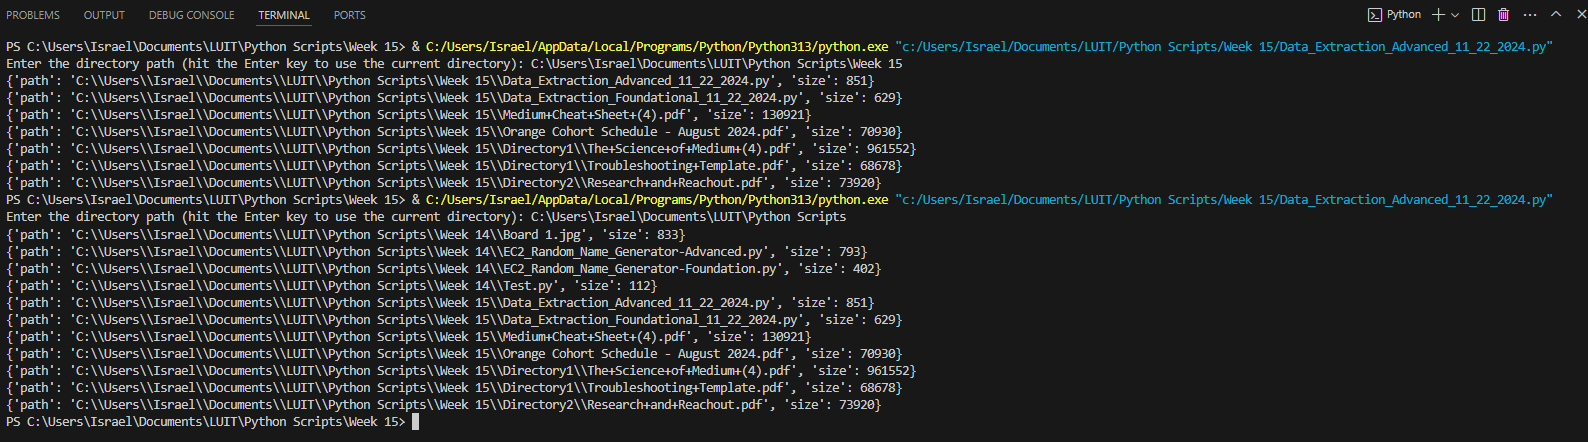 PROBLEMS OUTPUT DEBUG CONSOLE TERMINAL PORTS Python
PS C:\Users\Israel\Documents\LUIT\Python Scripts\Week 15> & C:/Users/Israel/AppData/Local/Programs/Python/Python313/python.exe "c:/Users/Israel/Documents/LUIT/Python Scripts/Week 15/Data_Extraction_Advanced_11_22_2024.py"
Enter the directory path (hit the Enter key to use the current directory): C:\Users\Israel\Documents\LUIT\Python Scripts\Week 15
{'path': 'C:\\Users\\Israel\\Documents\\LUIT\\Python Scripts\\Week 15\\Data_Extraction_Advanced_11_22_2024.py', 'size': 851}
{'path': 'C:\\Users\\Israel\\Documents\\LUIT\\Python Scripts\\Week 15\\Data_Extraction_Foundational_11_22_2024.py', 'size': 629}
{'path': 'C:\\Users\\Israel\\Documents\\LUIT\\Python Scripts\\Week 15\\Medium+Cheat+Sheet+(4).pdf', 'size': 130921}
{'path': 'C:\\Users\\Israel\\Documents\\LUIT\\Python Scripts\\Week 15\\Orange Cohort Schedule - August 2024.pdf', 'size': 70930}
{'path': 'C:\\Users\\Israel\\Documents\\LUIT\\Python Scripts\\Week 15\\Directory1\\The+Science+of+Medium+(4).pdf', 'size': 961552}
{'path': 'C:\\Users\\Israel\\Documents\\LUIT\\Python Scripts\\Week 15\\Directory1\\Troubleshooting+Template.pdf', 'size': 68678}
{'path': 'C:\\Users\\Israel\\Documents\\LUIT\\Python Scripts\\Week 15\\Directory2\\Research+and+Reachout.pdf', 'size': 73920}
PS C:\Users\Israel\Documents\LUIT\Python Scripts\Week 15> & C:/Users/Israel/AppData/Local/Programs/Python/Python313/python.exe "c:/Users/Israel/Documents/LUIT/Python Scripts/Week 15/Data_Extraction_Advanced_11_22_2024.py"
Enter the directory path (hit the Enter key to use the current directory): C:\Users\Israel\Documents\LUIT\Python Scripts
{'path': 'C:\\Users\\Israel\\Documents\\LUIT\\Python Scripts\\Week 14\\Board 1.jpg', 'size': 833}
{'path': 'C:\\Users\\Israel\\Documents\\LUIT\\Python Scripts\\Week 14\\EC2_Random_Name_Generator-Advanced.py', 'size': 793}
{'path': 'C:\\Users\\Israel\\Documents\\LUIT\\Python Scripts\\Week 14\\EC2_Random_Name_Generator-Foundation.py', 'size': 402}
{'path': 'C:\\Users\\Israel\\Documents\\LUIT\\Python Scripts\\Week 14\\Test.py', 'size': 112}
{'path': 'C:\\Users\\Israel\\Documents\\LUIT\\Python Scripts\\Week 15\\Data_Extraction_Advanced_11_22_2024.py', 'size': 851}
{'path': 'C:\\Users\\Israel\\Documents\\LUIT\\Python Scripts\\Week 15\\Data_Extraction_Foundational_11_22_2024.py', 'size': 629}
{'path': 'C:\\Users\\Israel\\Documents\\LUIT\\Python Scripts\\Week 15\\Medium+Cheat+Sheet+(4).pdf', 'size': 130921}
{'path': 'C:\\Users\\Israel\\Documents\\LUIT\\Python Scripts\\Week 15\\Orange Cohort Schedule - August 2024.pdf', 'size': 70930}
{'path': 'C:\\Users\\Israel\\Documents\\LUIT\\Python Scripts\\Week 15\\Directory1\\The+Science+of+Medium+(4).pdf', 'size': 961552}
{'path': 'C:\\Users\\Israel\\Documents\\LUIT\\Python Scripts\\Week 15\\Directory1\\Troubleshooting+Template.pdf', 'size': 68678}
{'path': 'C:\\Users\\Israel\\Documents\\LUIT\\Python Scripts\\Week 15\\Directory2\\Research+and+Reachout.pdf', 'size': 73920}
PS C:\Users\Israel\Documents\LUIT\Python Scripts\Week 15>